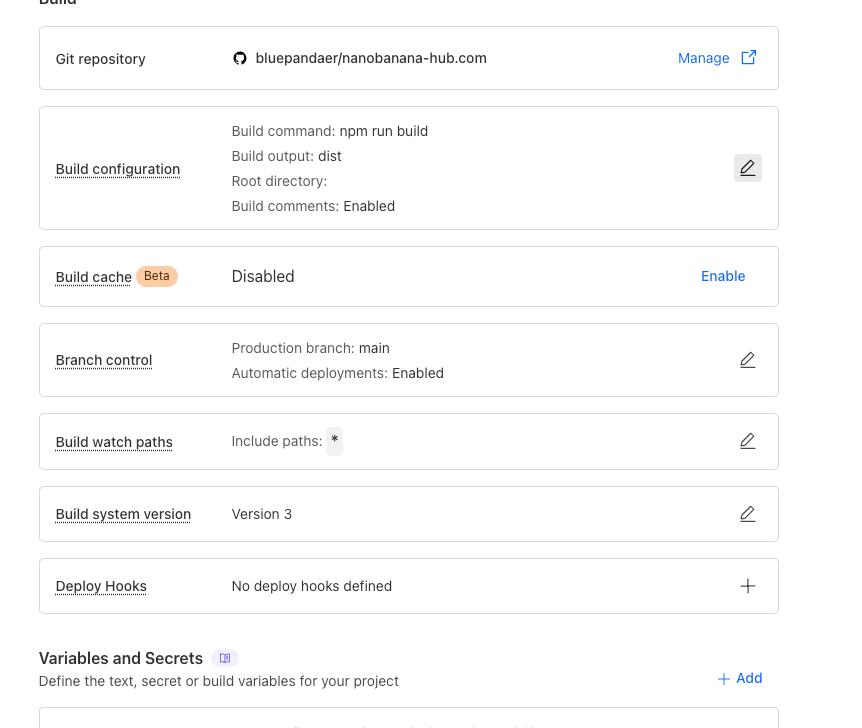 Build
Git repository
bluepandaer/nanobanana-hub.com
Manage
Build configuration
Build command: npm run build
Build output: dist
Root directory:
Build comments: Enabled
Build cache Beta
Disabled
Enable
Branch control
Production branch: main
Automatic deployments: Enabled
Build watch paths
Include paths: *
Build system version
Version 3
Deploy Hooks
No deploy hooks defined
Variables and Secrets
Define the text, secret or build variables for your project
Add